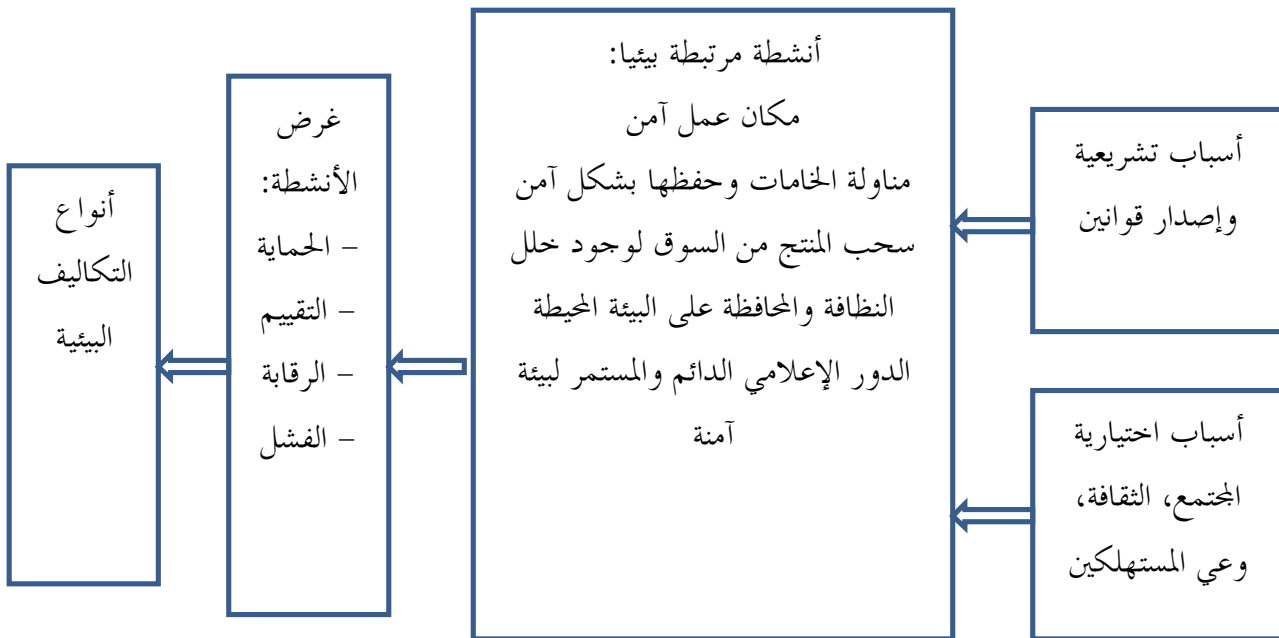 أسباب تشريعية
وإصدار قوانين
أسباب اختيارية
المجتمع، الثقافة،
وعي المستهلكين
أنشطة مرتبطة بيئيا:
مكان عمل آمن
مناولة الخامات وحفظها بشكل آمن
سحب المنتج من السوق لوجود خلل
النظافة والمحافظة على البيئة المحيطة
الدور الإعلامي الدائم والمستمر لبيئة
آمنة
غرض
الأنشطة:
– الحماية
– التقييم
– الرقابة
– الفشل
أنواع
التكاليف
البيئية